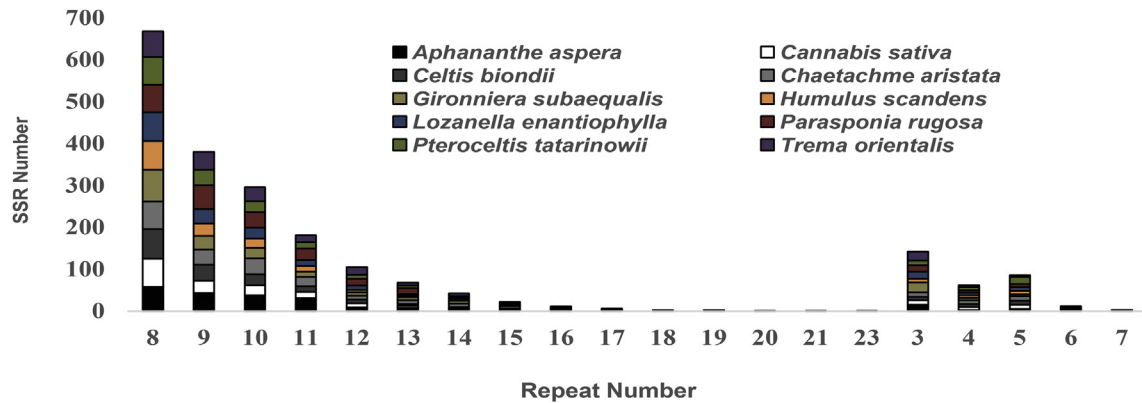 700
600
500
400
300
200
100
0
SSR Number
Aphananthe aspera
Cannabis sativa
Celtis biondii
Chaetachme aristata
Gironniera subaequalis
Humulus scandens
Lozanella enantiophylla
Parasponia rugosa
Pteroceltis tatarinowii
Trema orientalis
8 9 10 11 12 13 14 15 16 17 18 19 20 21 23 3 4 5 6 7
Repeat Number